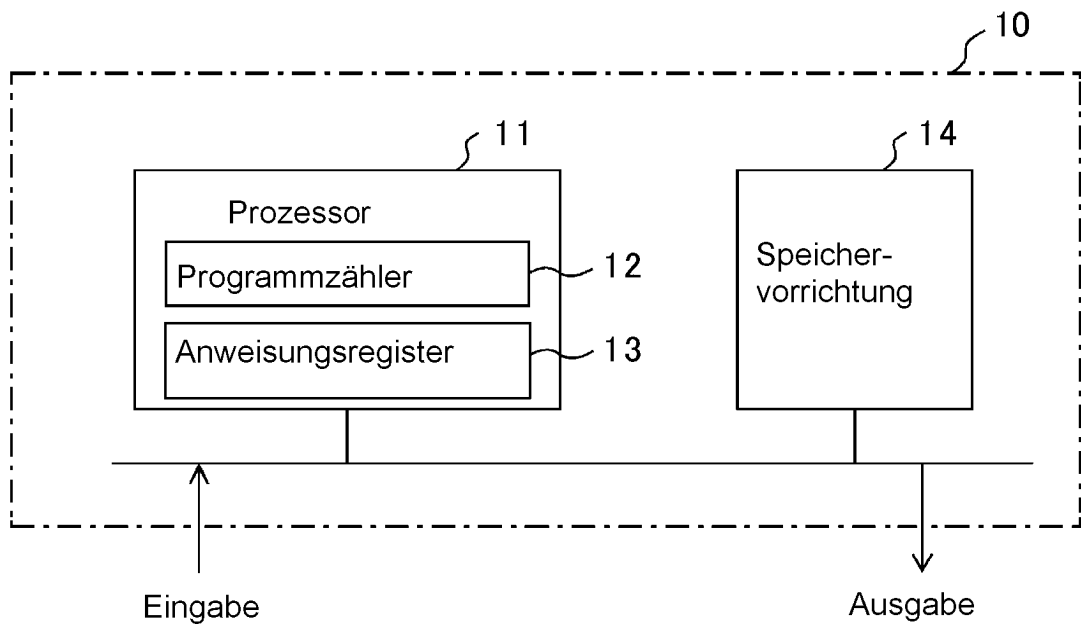 10
11
14
Prozessor
Programmzähler
12
Speicher-
vorrichtung
Anweisungsregister
13
Eingabe
Ausgabe